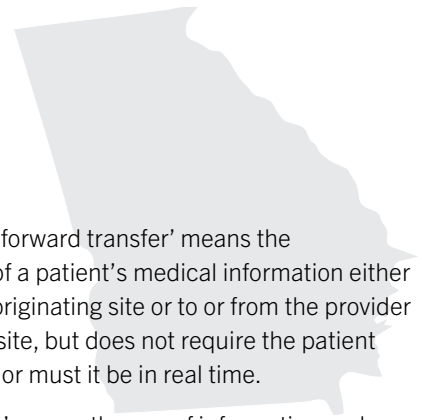 forward transfer’ means the
of a patient’s medical information either
originating site or to or from the provider
site, but does not require the patient
or must it be in real time.